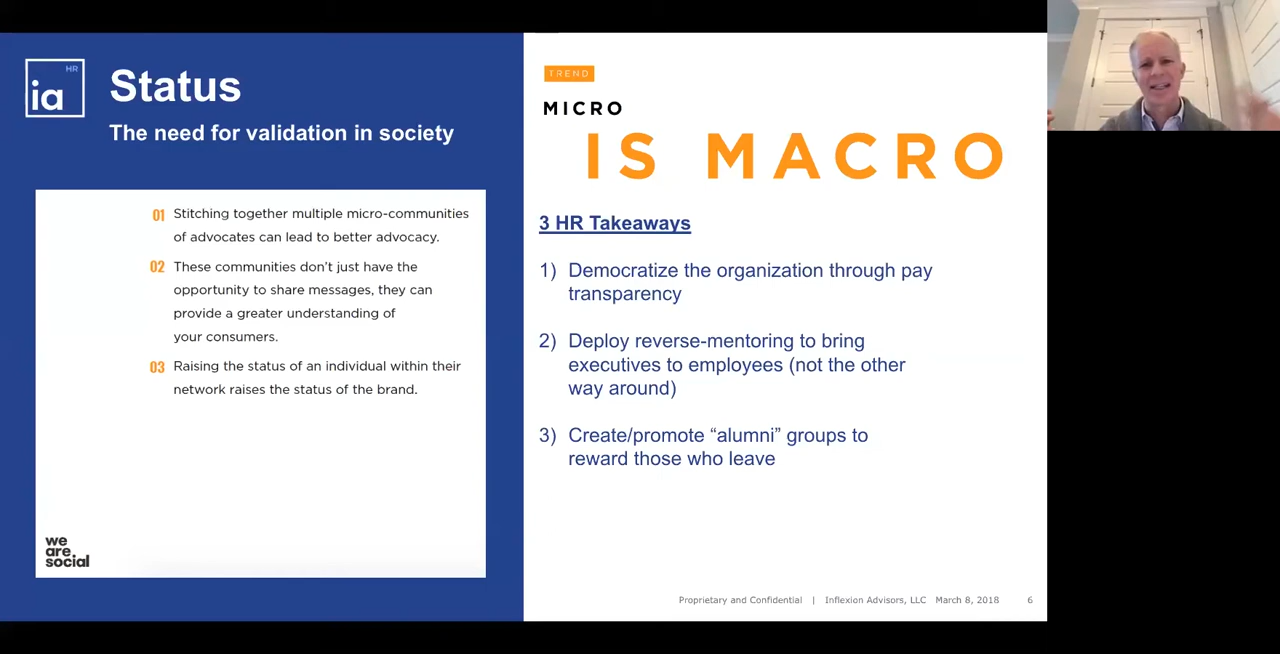 HR
ia
Status
The need for validation in society
01 Stitching together multiple micro-communities
of advocates can lead to better advocacy.
02 These communities don't just have the
opportunity to share messages, they can
provide a greater understanding of
your consumers.
03 Raising the status of an individual within their
network raises the status of the brand.
we
are
social
TREND
MICRO
IS MACRO
3 HR Takeaways
1) Democratize the organization through pay
transparency
2) Deploy reverse-mentoring to bring
executives to employees (not the other
way around)
3) Create/promote “alumni” groups to
reward those who leave
Proprietary and Confidential | Inflexion Advisors, LLC March 8, 2018 6